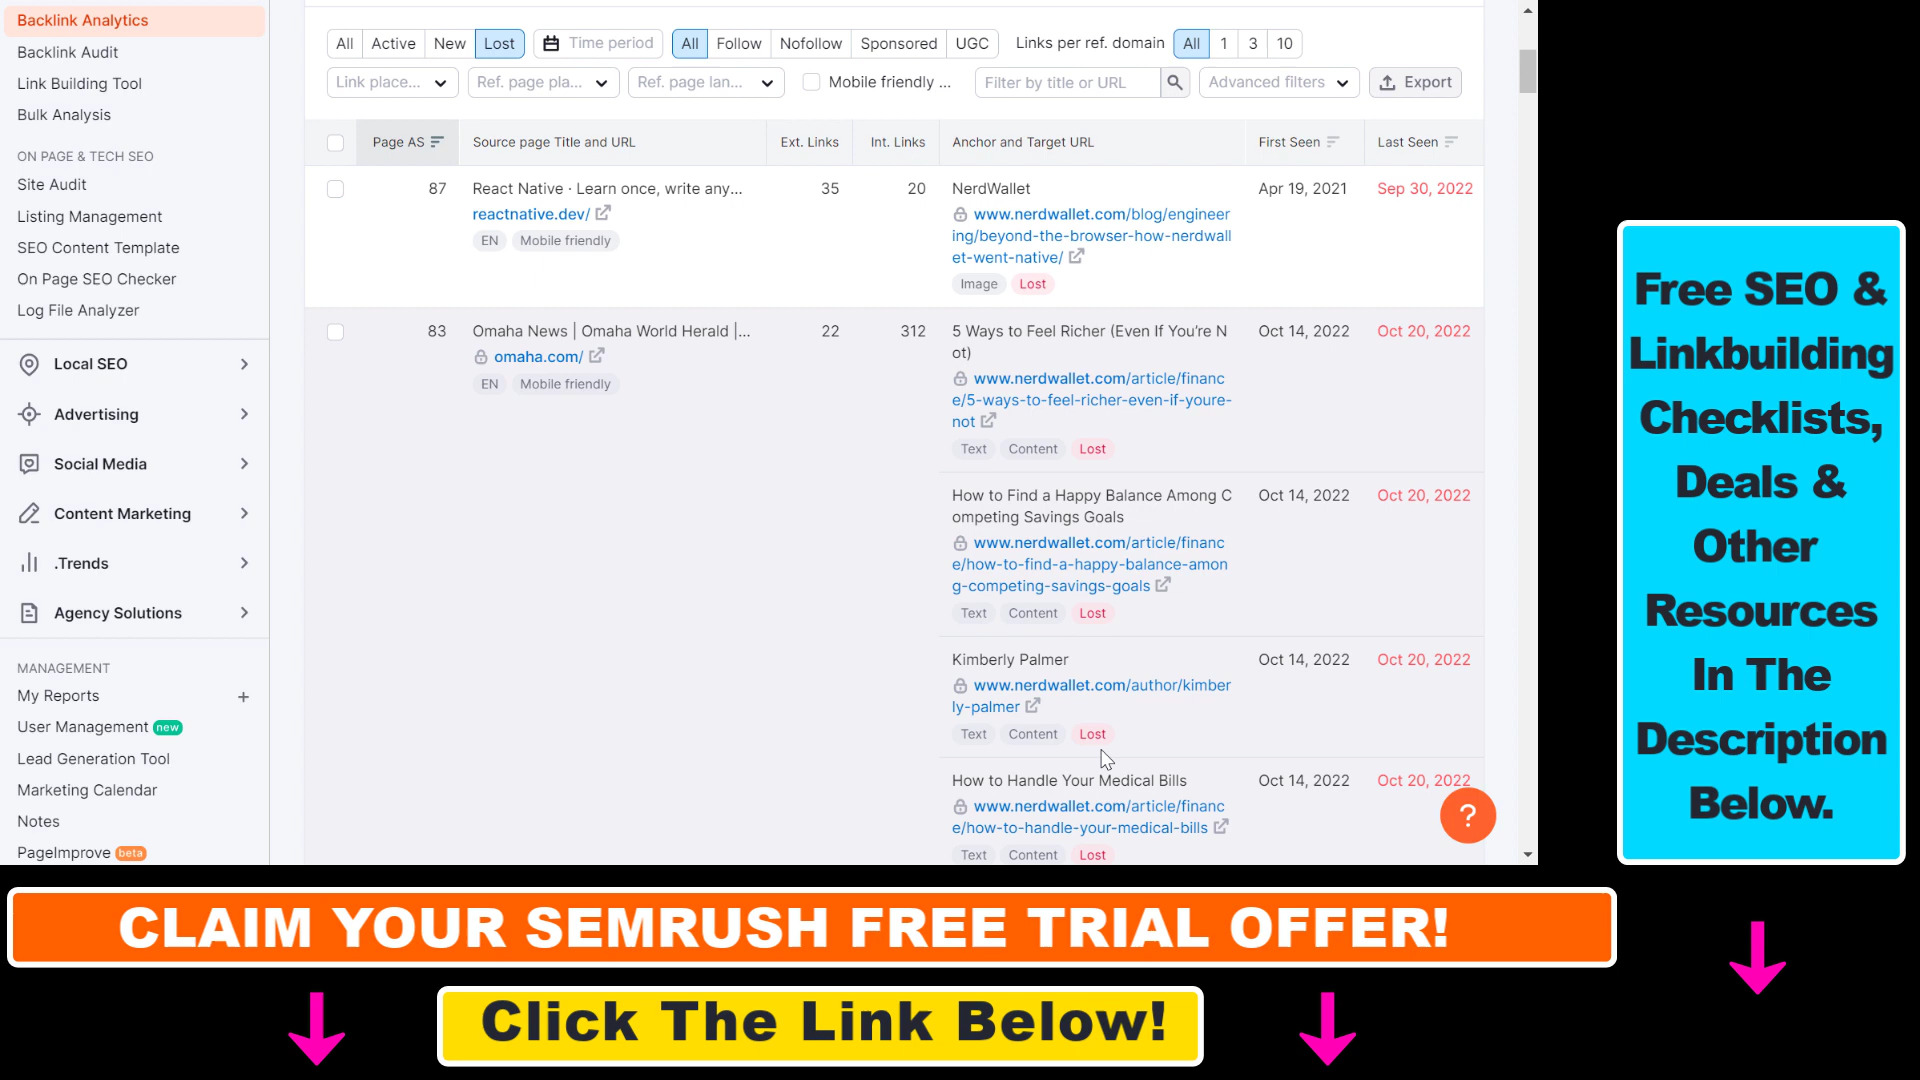 Backlink Analytics
Backlink Audit
Link Building Tool
Bulk Analysis
ON PAGE & TECH SEO
Site Audit
Listing Management
SEO Content Template
On Page SEO Checker
Log File Analyzer
Local SEO
Advertising
Social Media
Content Marketing
.Trends
Agency Solutions
MANAGEMENT
My Reports +
User Management new
Lead Generation Tool
Marketing Calendar
Notes
PageImprove beta
All Active New Lost Time period All Follow Nofollow Sponsored UGC Links per ref. domain All 1 3 10
Link place... Ref. page pla... Ref. page lan... Mobile friendly ... Filter by title or URL Advanced filters Export
Page AS Source page Title and URL Ext. Links Int. Links Anchor and Target URL First Seen Last Seen
87 React Native · Learn once, write any... 35 20 NerdWallet Apr 19, 2021 Sep 30, 2022
reactnative.dev/ www.nerdwallet.com/blog/engineer
EN Mobile friendly ing/beyond-the-browser-how-nerdwall
et-went-native/
Image Lost
83 Omaha News | Omaha World Herald |... 22 312 5 Ways to Feel Richer (Even If You're N Oct 14, 2022 Oct 20, 2022
omaha.com/ ot)
EN Mobile friendly www.nerdwallet.com/article/financ
e/5-ways-to-feel-richer-even-if-youre-
not
Text Content Lost
How to Find a Happy Balance Among C Oct 14, 2022 Oct 20, 2022
ompeting Savings Goals
www.nerdwallet.com/article/financ
e/how-to-find-a-happy-balance-amon
g-competing-savings-goals
Text Content Lost
Kimberly Palmer Oct 14, 2022 Oct 20, 2022
www.nerdwallet.com/author/kimber
ly-palmer
Text Content Lost
How to Handle Your Medical Bills Oct 14, 2022 Oct 20, 2022
www.nerdwallet.com/article/financ
e/how-to-handle-your-medical-bills
Text Content Lost
?
Free SEO &
Linkbuilding
Checklists,
Deals &
Other
Resources
In The
Description
Below.
CLAIM YOUR SEMRUSH FREE TRIAL OFFER!
Click The Link Below!